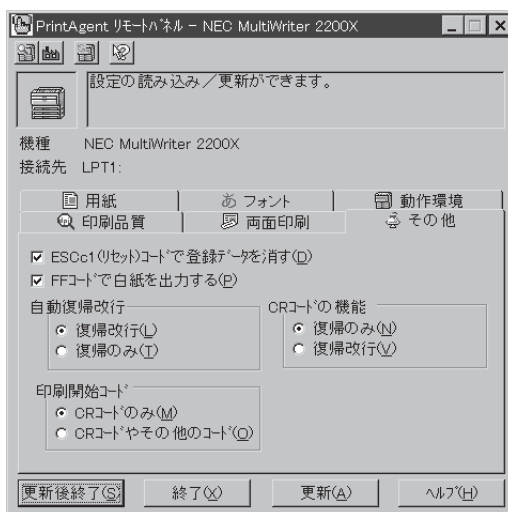 PrintAgent ﾘﾓｰﾄﾊﾟﾈﾙ － NEC MultiWriter 2200X
設定の読み込み／更新ができます。
機種 NEC MultiWriter 2200X
接続先 LPT1:
用紙 あ フォント 動作環境
印刷品質 両面印刷 その他
ESCc1(ﾘｾｯﾄ)ｺｰﾄﾞで登録ﾃﾞｰﾀを消す(D)
FFｺｰﾄﾞで白紙を出力する(P)
自動復帰改行
復帰改行(L)
復帰のみ(T)
CRｺｰﾄﾞの機能
復帰のみ(N)
復帰改行(V)
印刷開始ｺｰﾄﾞ
CRｺｰﾄﾞのみ(M)
CRｺｰﾄﾞやその他のｺｰﾄﾞ(O)
更新後終了(S) 終了(X) 更新(A) ﾍﾙﾌﾟ(H)